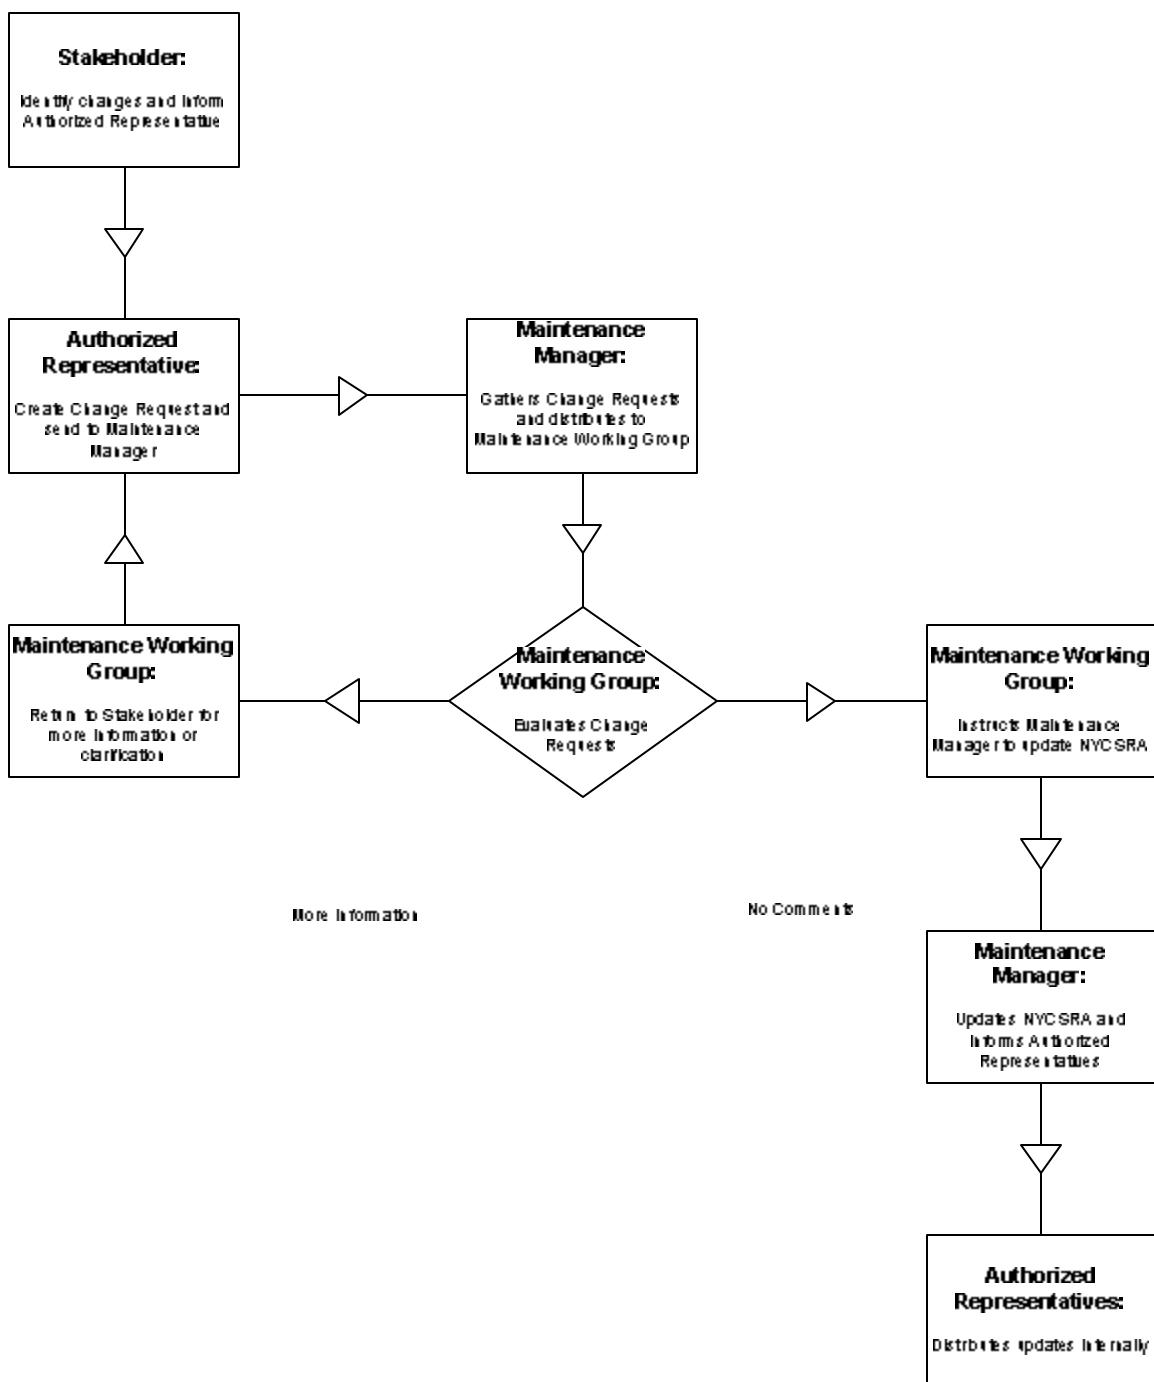 Stakeholder:
Identify changes and inform
Authorized Representative
Authorized
Representative:
Create Change Request and
send to Maintenance
Manager
Maintenance
Manager:
Gathers Change Requests
and distributes to
Maintenance Working Group
Maintenance Working
Group:
Return to Stakeholder for
more information or
clarification
Maintenance
Working Group:
Evaluates Change
Requests
Maintenance Working
Group:
Instructs Maintenance
Manager to update NYCSRA
More Information
No Comments
Maintenance
Manager:
Updates NYCSRA and
Informs Authorized
Representatives
Authorized
Representatives:
Distributes updates internally